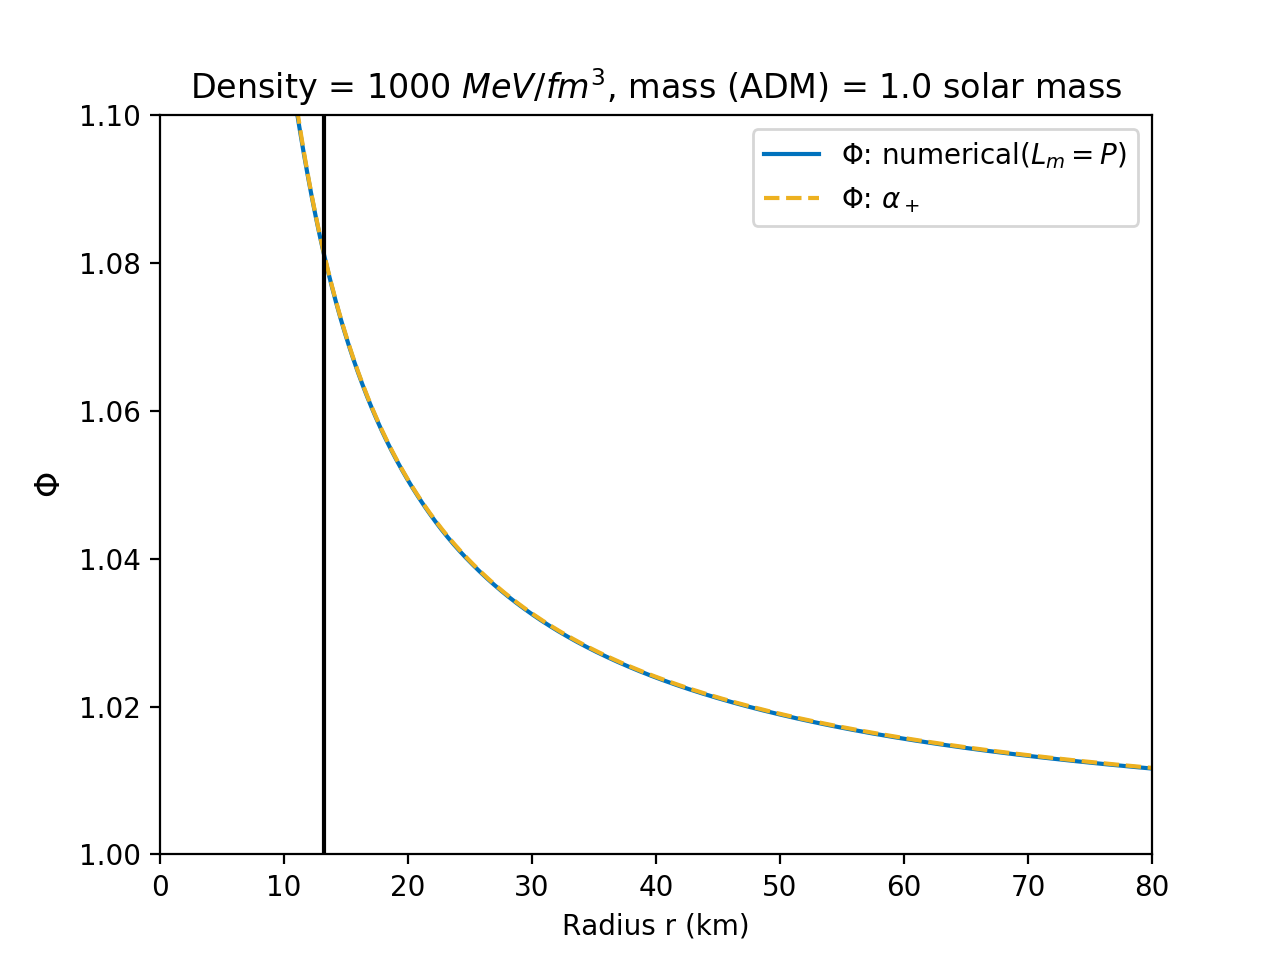 Density = 1000 MeV/fm³, mass (ADM) = 1.0 solar mass
Φ: numerical(Lₘ = P)
Φ: α₊
1.10
1.08
1.06
1.04
1.02
1.00
Φ
0 10 20 30 40 50 60 70 80
Radius r (km)